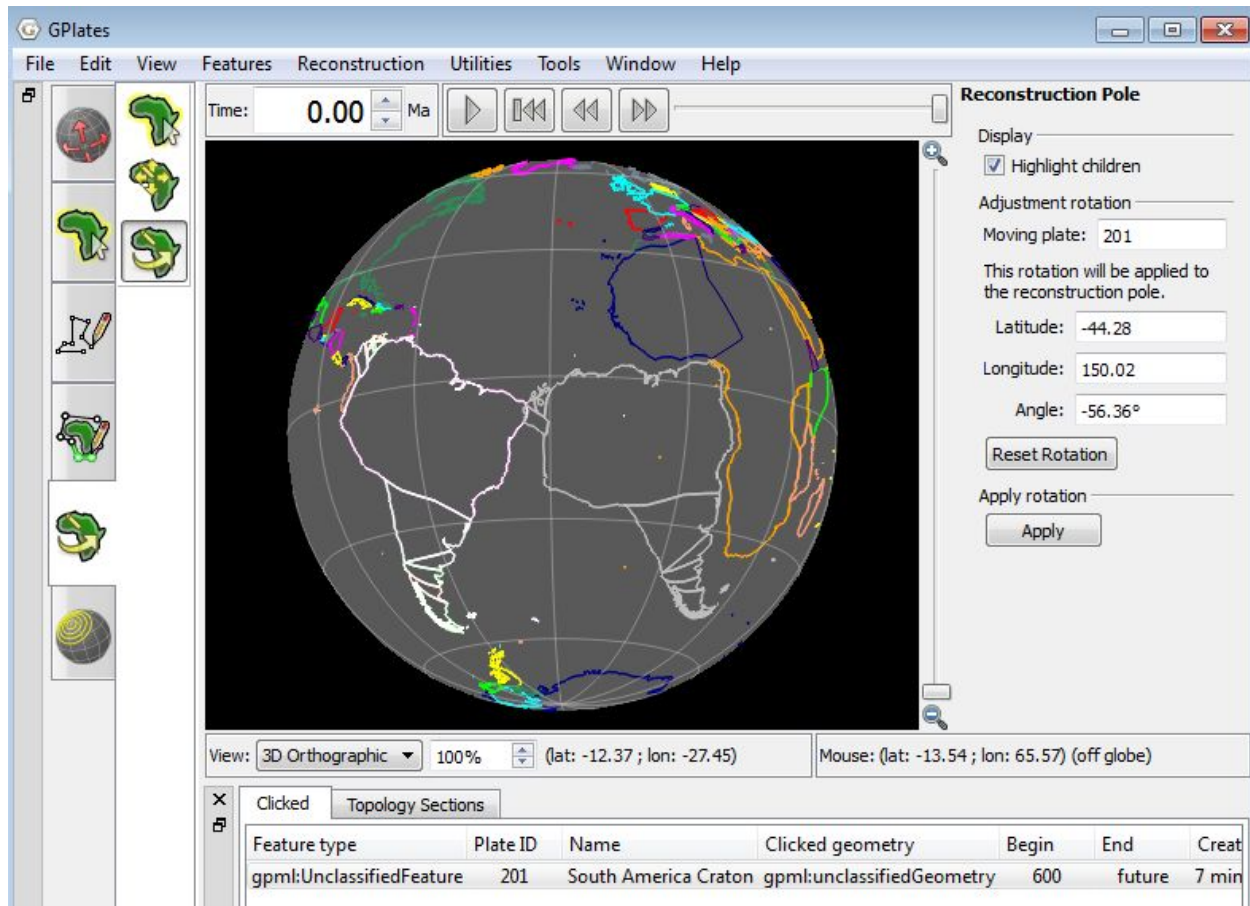 GPlates
File Edit View Features Reconstruction Utilities Tools Window Help
Time: 0.00 Ma
Reconstruction Pole
Display
Highlight children
Adjustment rotation
Moving plate: 201
This rotation will be applied to
the reconstruction pole.
Latitude: -44.28
Longitude: 150.02
Angle: -56.36°
Reset Rotation
Apply rotation
Apply
View: 3D Orthographic 100% (lat: -12.37 ; lon: -27.45) Mouse: (lat: -13.54 ; lon: 65.57) (off globe)
Clicked Topology Sections
Feature type Plate ID Name Clicked geometry Begin End Creat
gpml:UnclassifiedFeature 201 South America Craton gpml:unclassifiedGeometry 600 future 7 min